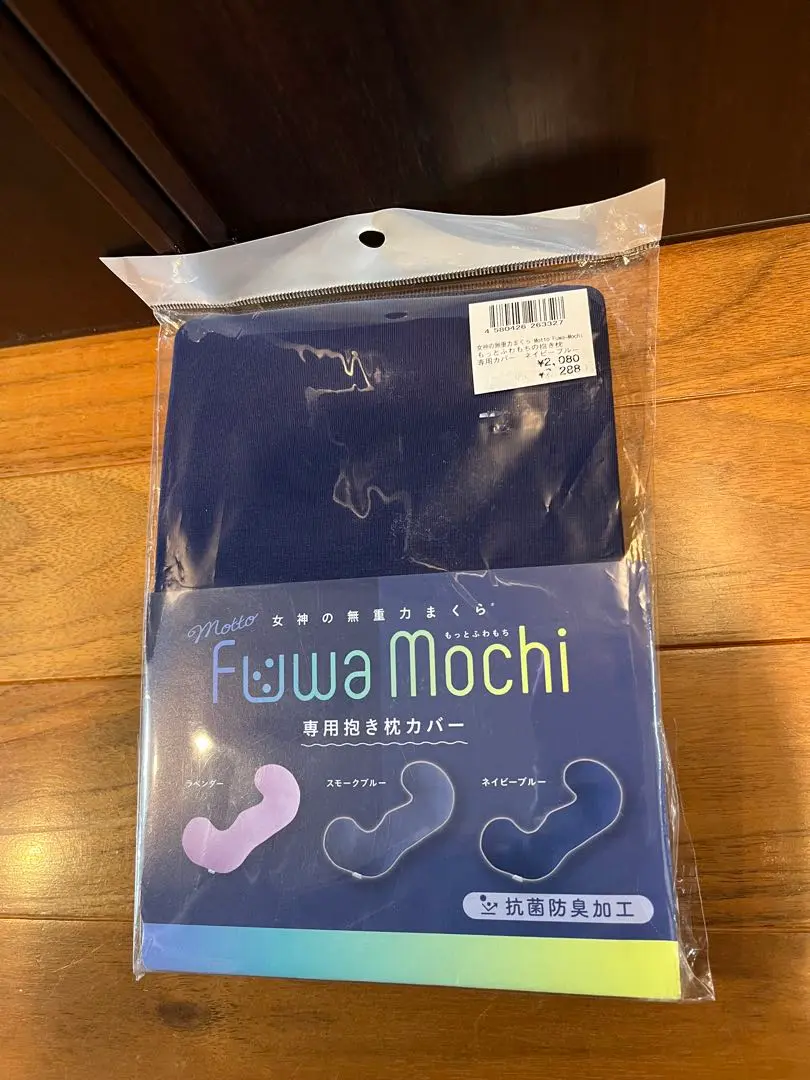 4 580426 263327
女神の無重力まくら Motto Fuwa-Mochi
もっとふわもちの抱き枕
専用カバー ネイビーブルー
¥2,080
288
Motto 女神の無重力まくら®
もっとふわもち
Fuwa Mochi
専用抱き枕カバー
ラベンダー スモークブルー ネイビーブルー
抗菌防臭加工